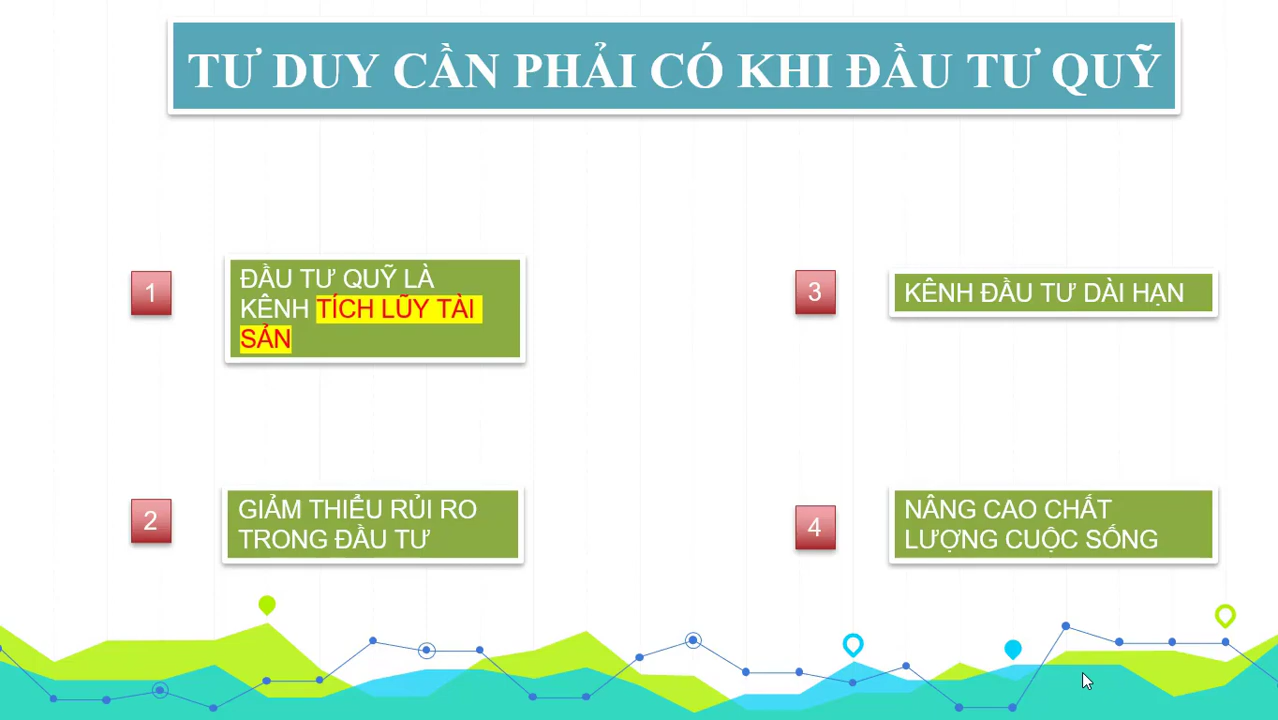 TƯ DUY CẦN PHẢI CÓ KHI ĐẦU TƯ QUỸ
1
ĐẦU TƯ QUỸ LÀ
KÊNH TÍCH LŨY TÀI
SẢN
2
GIẢM THIỂU RỦI RO
TRONG ĐẦU TƯ
3
KÊNH ĐẦU TƯ DÀI HẠN
4
NÂNG CAO CHẤT
LƯỢNG CUỘC SỐNG